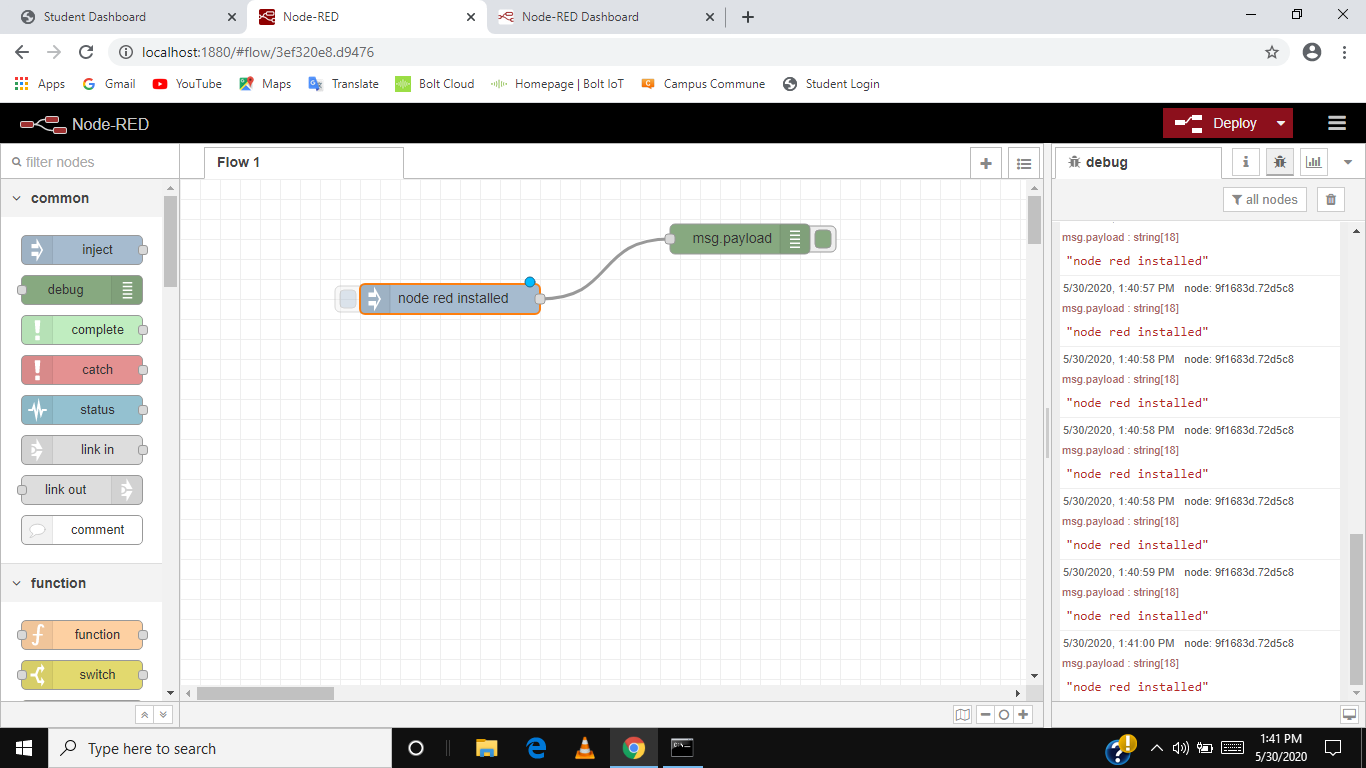 Student Dashboard
Node-RED
Node-RED Dashboard
localhost:1880/#flow/3ef320e8.d9476
Apps Gmail YouTube Maps Translate Bolt Cloud Homepage | Bolt IoT Campus Commune Student Login
Node-RED
Deploy
filter nodes
common
inject
debug
complete
catch
status
link in
link out
comment
function
function
switch
Flow 1
msg.payload
node red installed
debug
all nodes
msg.payload : string[18]
"node red installed"
5/30/2020, 1:40:57 PM node: 9f1683d.72d5c8
msg.payload : string[18]
"node red installed"
5/30/2020, 1:40:58 PM node: 9f1683d.72d5c8
msg.payload : string[18]
"node red installed"
5/30/2020, 1:40:58 PM node: 9f1683d.72d5c8
msg.payload : string[18]
"node red installed"
5/30/2020, 1:40:58 PM node: 9f1683d.72d5c8
msg.payload : string[18]
"node red installed"
5/30/2020, 1:40:59 PM node: 9f1683d.72d5c8
msg.payload : string[18]
"node red installed"
5/30/2020, 1:41:00 PM node: 9f1683d.72d5c8
msg.payload : string[18]
"node red installed"
Type here to search
1:41 PM
5/30/2020